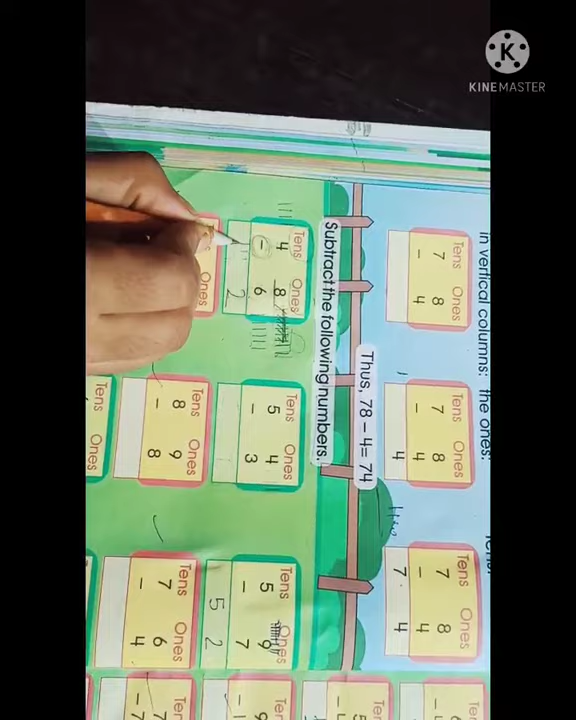 K
KINEMASTER
in vertical columns:
the ones:
Tens Ones
7 8
- 4
Tens Ones
7 8
- 4
4
Tens Ones
7 8
- 4
7 4
Thus, 78 – 4 = 74
Subtract the following numbers.
Tens Ones
4 8
- 6
2
Tens Ones
5 4
- 3
Tens Ones
5 9
- 7
5 2
Ones
Tens Ones
8 9
- 8
Tens Ones
7 6
- 4
Tens Ones